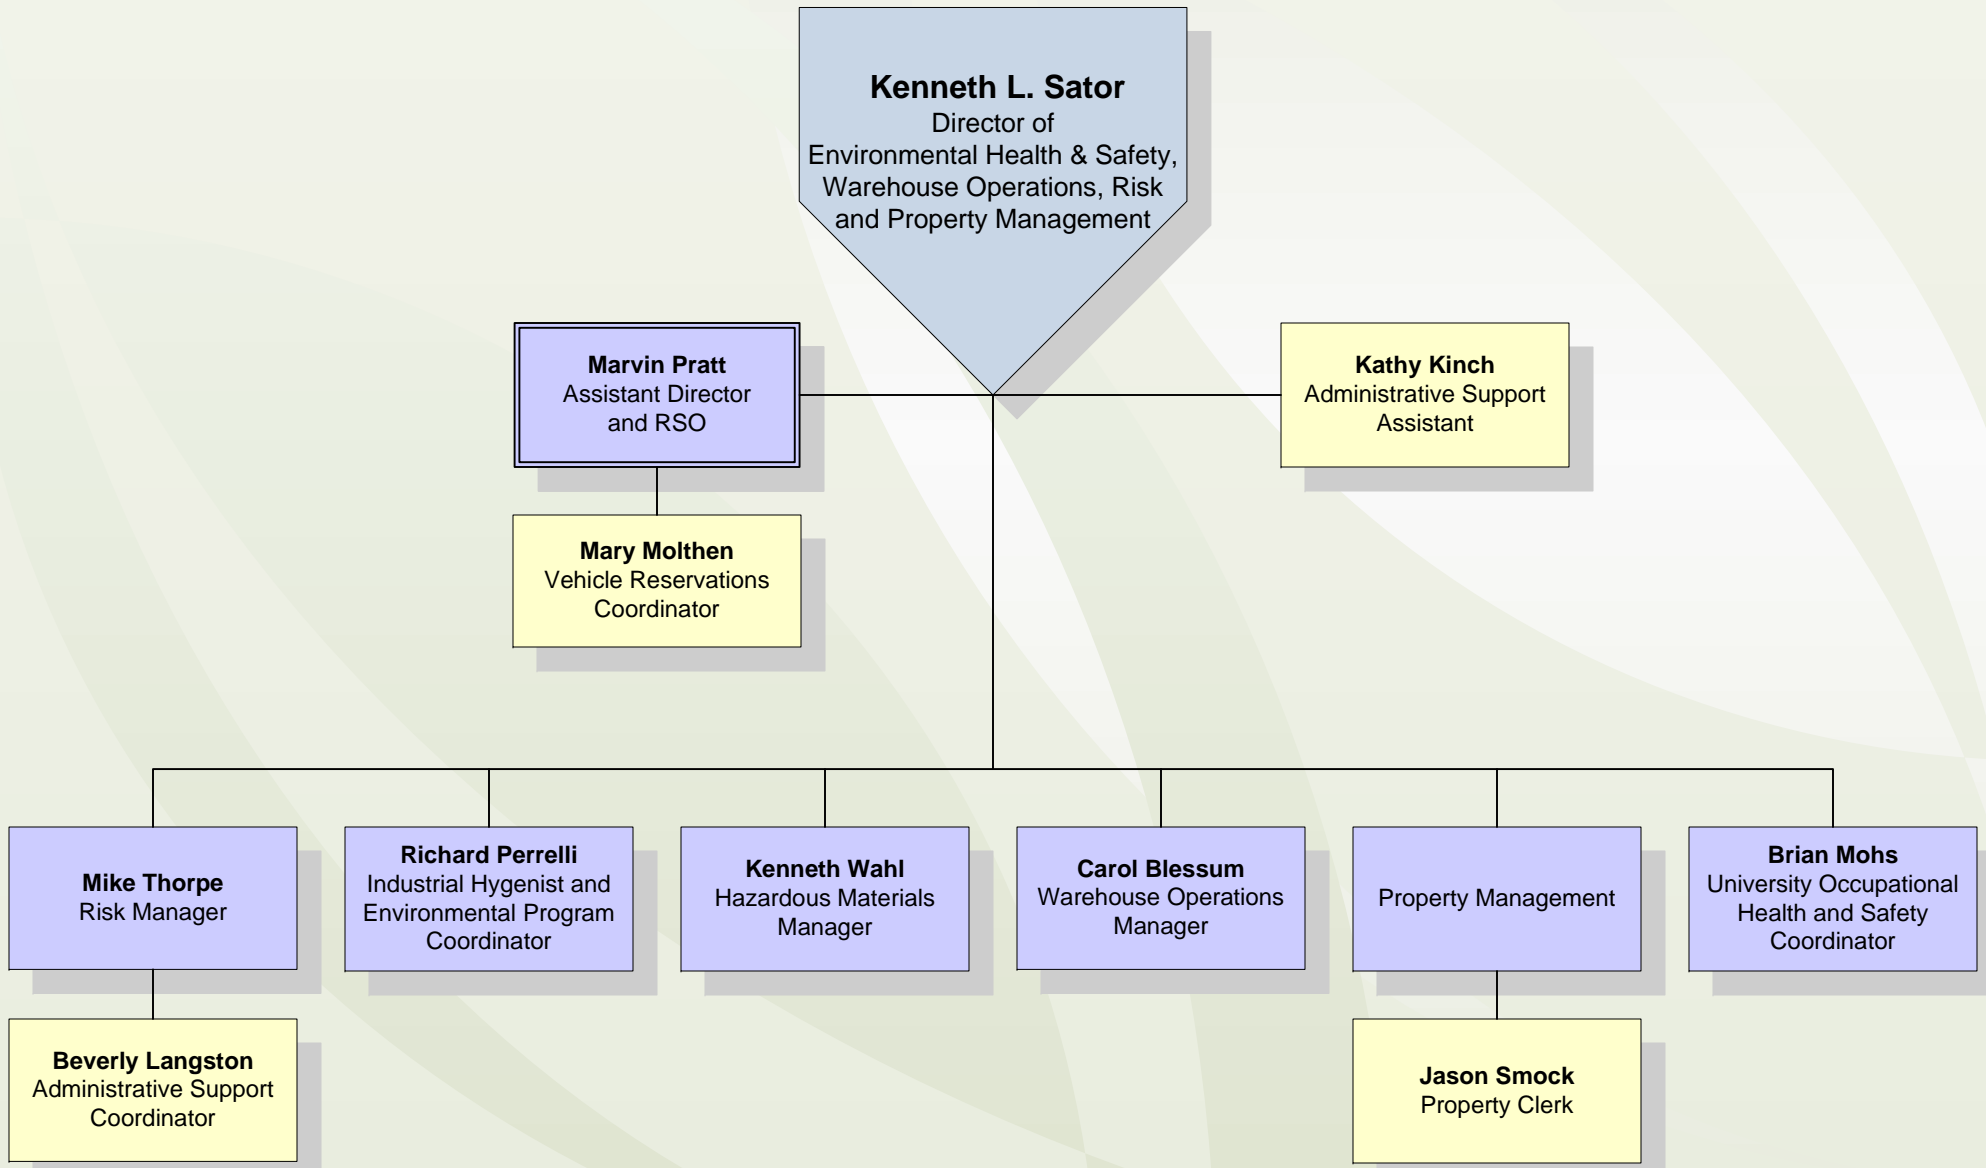 Kenneth L. Sator
Director of
Environmental Health & Safety,
Warehouse Operations, Risk
and Property Management
Marvin Pratt
Assistant Director
and RSO
Kathy Kinch
Administrative Support
Assistant
Mary Molthen
Vehicle Reservations
Coordinator
Mike Thorpe
Risk Manager
Richard Perrelli
Industrial Hygenist and
Environmental Program
Coordinator
Kenneth Wahl
Hazardous Materials
Manager
Carol Blessum
Warehouse Operations
Manager
Property Management
Brian Mohs
University Occupational
Health and Safety
Coordinator
Beverly Langston
Administrative Support
Coordinator
Jason Smock
Property Clerk